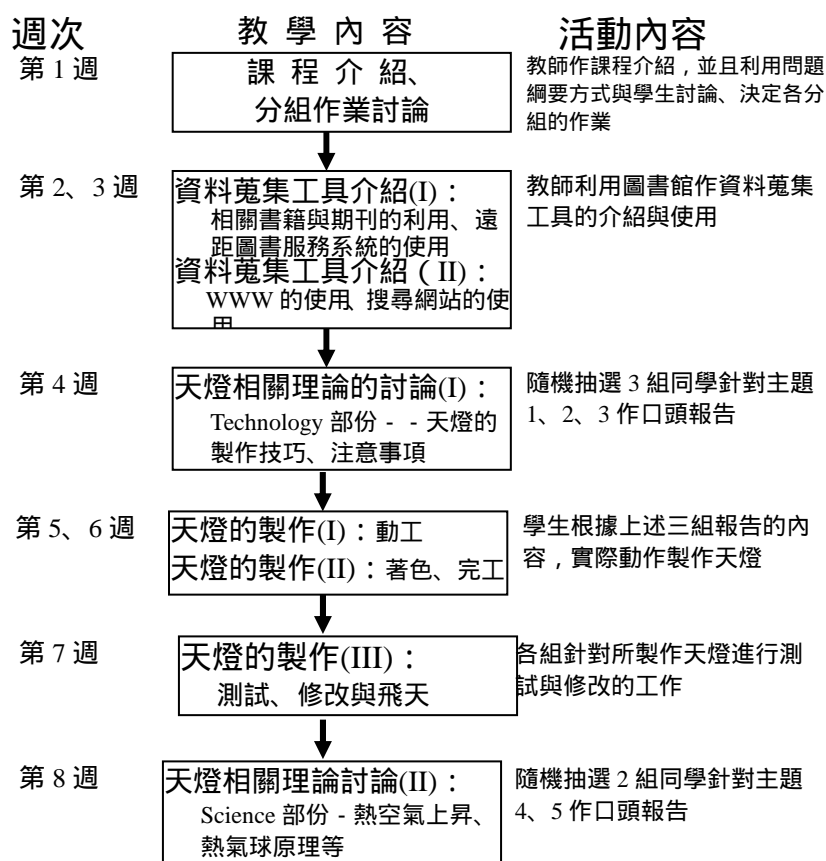 週次 教 學 內 容 活動內容
第 1 週
課 程 介 紹、
分組作業討論
教師作課程介紹，並且利用問題
綱要方式與學生討論、決定各分
組的作業
第 2、3 週
資料蒐集工具介紹(I)：
相關書籍與期刊的利用、遠
距圖書服務系統的使用
資料蒐集工具介紹（II)：
WWW 的使用、搜尋網站的使
用
教師利用圖書館作資料蒐集
工具的介紹與使用
第 4 週
天燈相關理論的討論(I)：
Technology 部份 - - 天燈的
製作技巧、注意事項
隨機抽選 3 組同學針對主題
1、2、3 作口頭報告
第 5、6 週
天燈的製作(I)：動工
天燈的製作(II)：著色、完工
學生根據上述三組報告的內
容，實際動作製作天燈
第 7 週
天燈的製作(III)：
測試、修改與飛天
各組針對所製作天燈進行測
試與修改的工作
第 8 週
天燈相關理論討論(II)：
Science 部份 - 熱空氣上昇、
熱氣球原理等
隨機抽選 2 組同學針對主題
4、5 作口頭報告